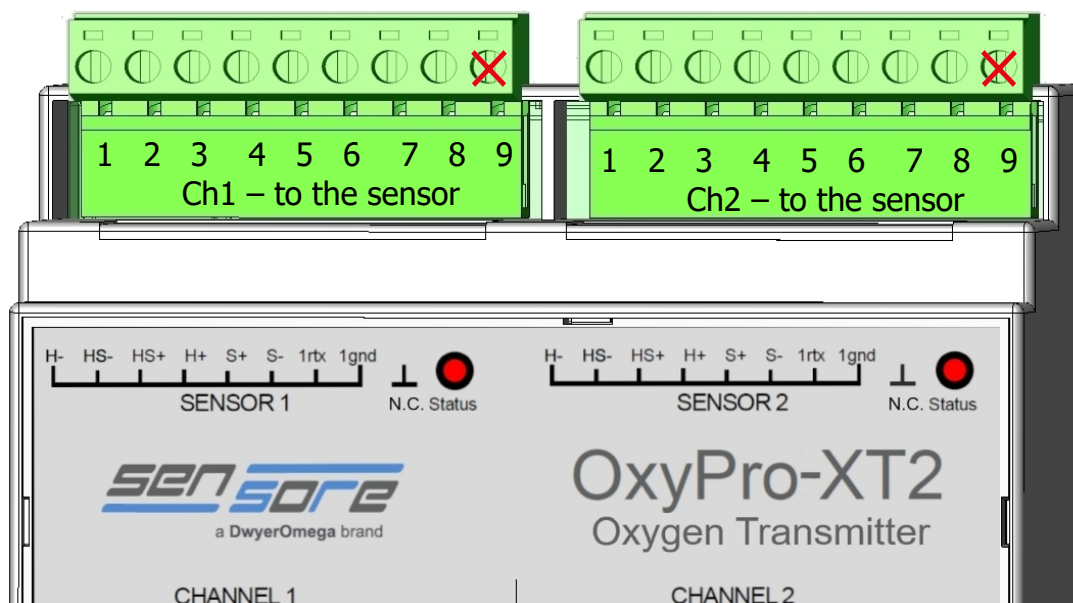 1 2 3 4 5 6 7 8 9
Ch1 – to the sensor
1 2 3 4 5 6 7 8 9
Ch2 – to the sensor
H- HS- HS+ H+ S+ S- 1rtx 1gnd
SENSOR 1
N.C. Status
H- HS- HS+ H+ S+ S- 1rtx 1gnd
SENSOR 2
N.C. Status
sensore
a DwyerOmega brand
OxyPro-XT2
Oxygen Transmitter
CHANNEL 1
CHANNEL 2